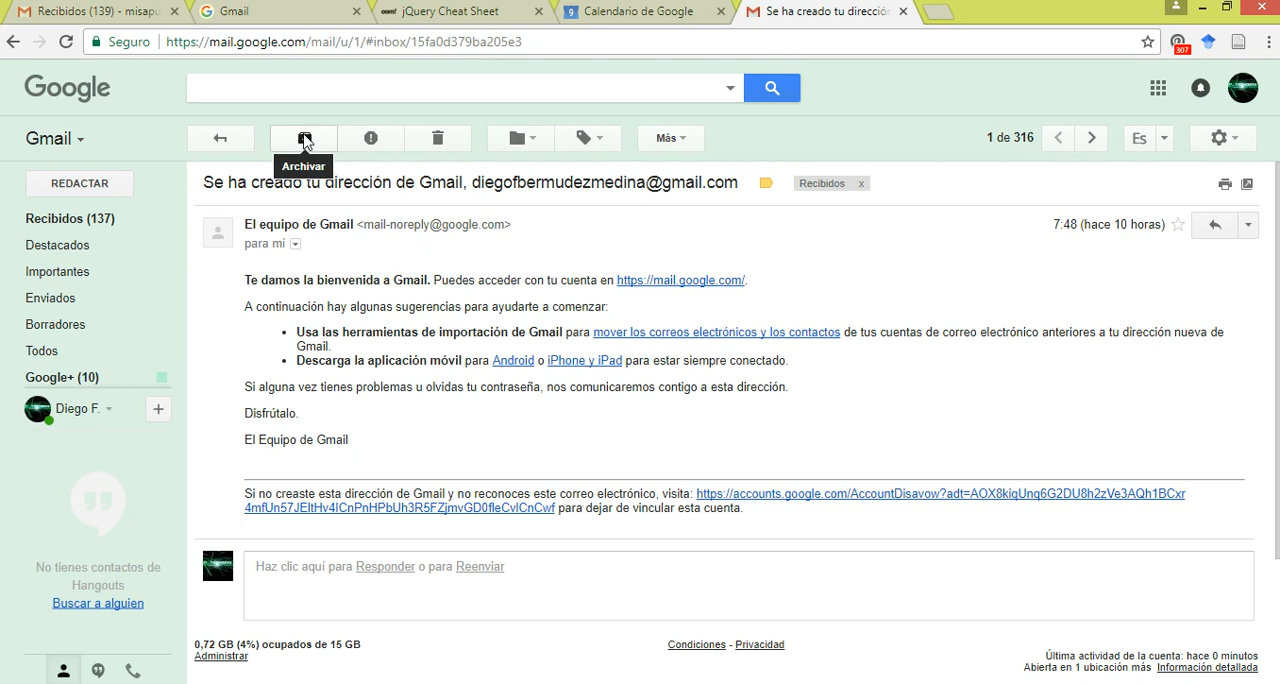 Recibidos (139) - misapu
Gmail
jQuery Cheat Sheet
9 Calendario de Google
Se ha creado tu direcció
Seguro https://mail.google.com/mail/u/1/#inbox/15fa0d379ba205e3
307
Google
Gmail
Más
1 de 316
Es
Archivar
REDACTAR
Se ha creado tu dirección de Gmail, diegofbermudezmedina@gmail.com
Recibidos x
Recibidos (137)
El equipo de Gmail <mail-noreply@google.com>
7:48 (hace 10 horas)
para mí
Destacados
Importantes
Enviados
Borradores
Todos
Google+ (10)
Diego F.
Te damos la bienvenida a Gmail. Puedes acceder con tu cuenta en https://mail.google.com/.
A continuación hay algunas sugerencias para ayudarte a comenzar:
• Usa las herramientas de importación de Gmail para mover los correos electrónicos y los contactos de tus cuentas de correo electrónico anteriores a tu dirección nueva de
Gmail.
• Descarga la aplicación móvil para Android o iPhone y iPad para estar siempre conectado.
Si alguna vez tienes problemas u olvidas tu contraseña, nos comunicaremos contigo a esta dirección.
Disfrútalo.
El Equipo de Gmail
Si no creaste esta dirección de Gmail y no reconoces este correo electrónico, visita: https://accounts.google.com/AccountDisavow?adt=AOX8kiqUnq6G2DU8h2zVe3AQh1BCxr
4mfUn57JEItHv4ICnPnHPbUh3R5FZjmvGD0fleCvlCnCwf para dejar de vincular esta cuenta.
No tienes contactos de
Hangouts
Buscar a alguien
Haz clic aquí para Responder o para Reenviar
0,72 GB (4%) ocupados de 15 GB
Administrar
Condiciones - Privacidad
Última actividad de la cuenta: hace 0 minutos
Abierta en 1 ubicación más Información detallada